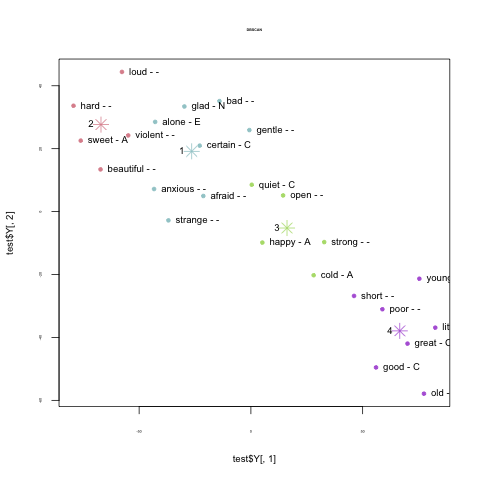 DBSCAN
loud - -
hard - -
bad - -
glad - N
2
alone - E
gentle - -
violent - -
sweet - A
certain - C
1
beautiful - -
quiet - C
anxious - -
open - -
afraid - -
strange - -
3
happy - A
strong - -
cold - A
young
short - -
poor - -
lit
4
great - C
good - C
old -
test$Y[, 2]
test$Y[, 1]